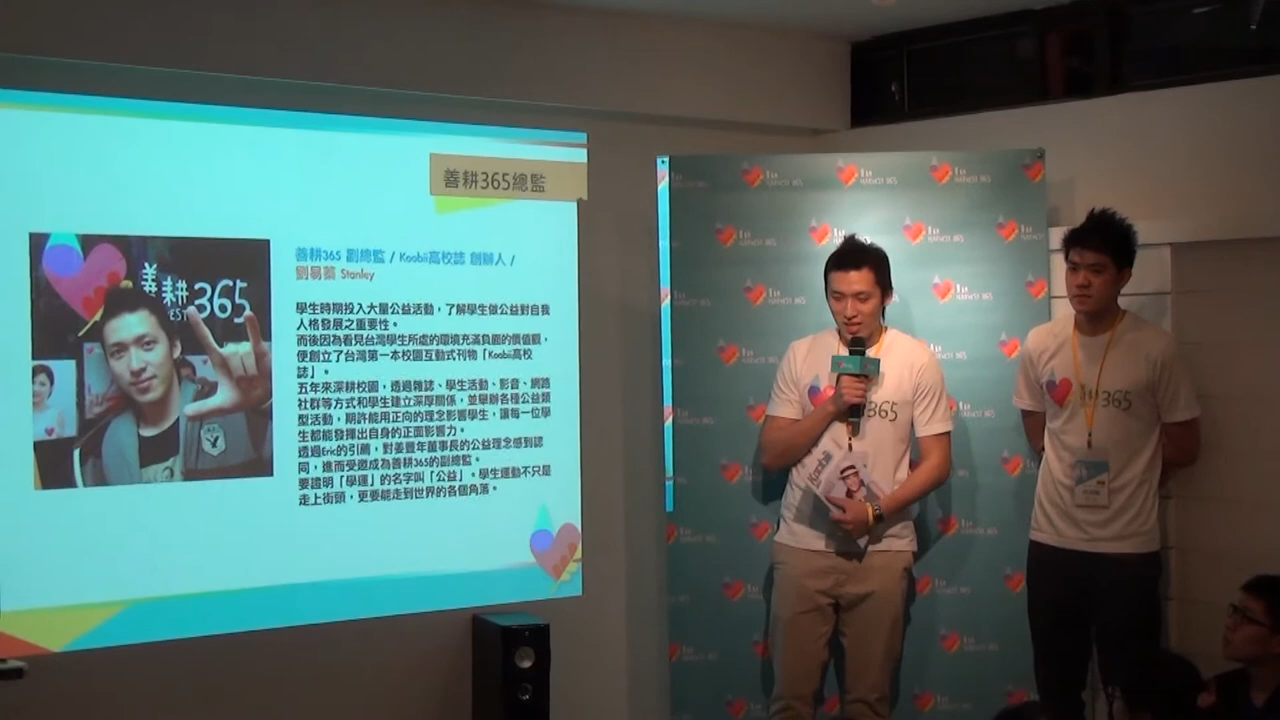 善耕365總監
善耕365
善耕365 副總監 / Koobii高校誌 創辦人 /
劉易蓁 Stanley
學生時期投入大量公益活動，了解學生做公益對自我
人格發展之重要性。
而後因為看見台灣學生所處的環境充滿負面的價值觀，
便創立了台灣第一本校園互動式刊物「Koobii高校
誌」。
五年來深耕校園，透過雜誌、學生活動、影音、網路
社群等方式和學生建立深厚關係，並舉辦各種公益類
型活動，期許能用正向的理念影響學生，讓每一位學
生都能發揮出自身的正面影響力。
透過Eric的引薦，對姜豐年董事長的公益理念感到認
同，進而受邀成為善耕365的副總監。
要證明「學運」的名字叫「公益」。學生運動不只是
走上街頭，更要能走到世界的各個角落。
HARVEST 365
365
Koobii
善耕365